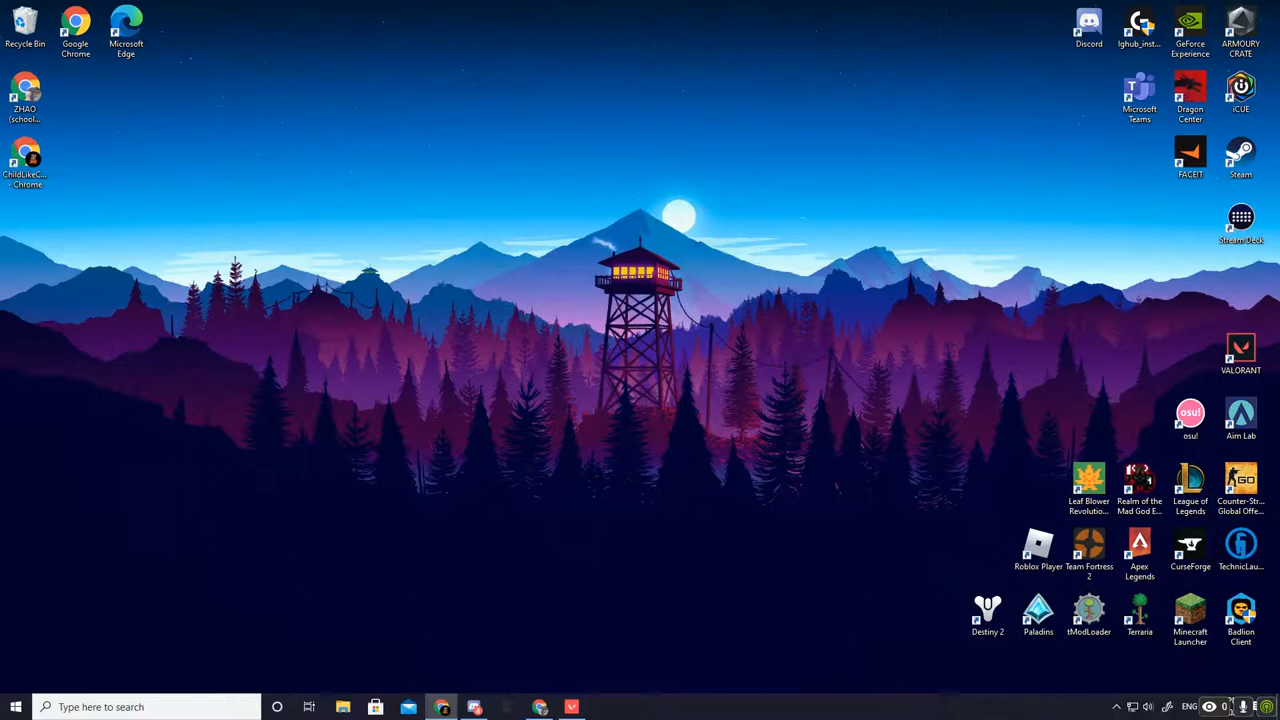 Recycle Bin
Google
Chrome
Microsoft
Edge
Discord
lghub_inst...
GeForce
Experience
ARMOURY
CRATE
ZHAO
(school...
Microsoft
Teams
Dragon
Center
iCUE
ChildLikeC...
- Chrome
FACEIT
Steam
Stream Deck
VALORANT
osu!
osu!
Aim Lab
GO
Leaf Blower
Revolutio...
Realm of the
Mad God E...
League of
Legends
Counter-Str...
Global Offe...
Roblox Player
Team Fortress
2
Apex
Legends
CurseForge
TechnicLau...
Destiny 2
Paladins
tModLoader
Terraria
Minecraft
Launcher
Badlion
Client
Type here to search
ENG
0